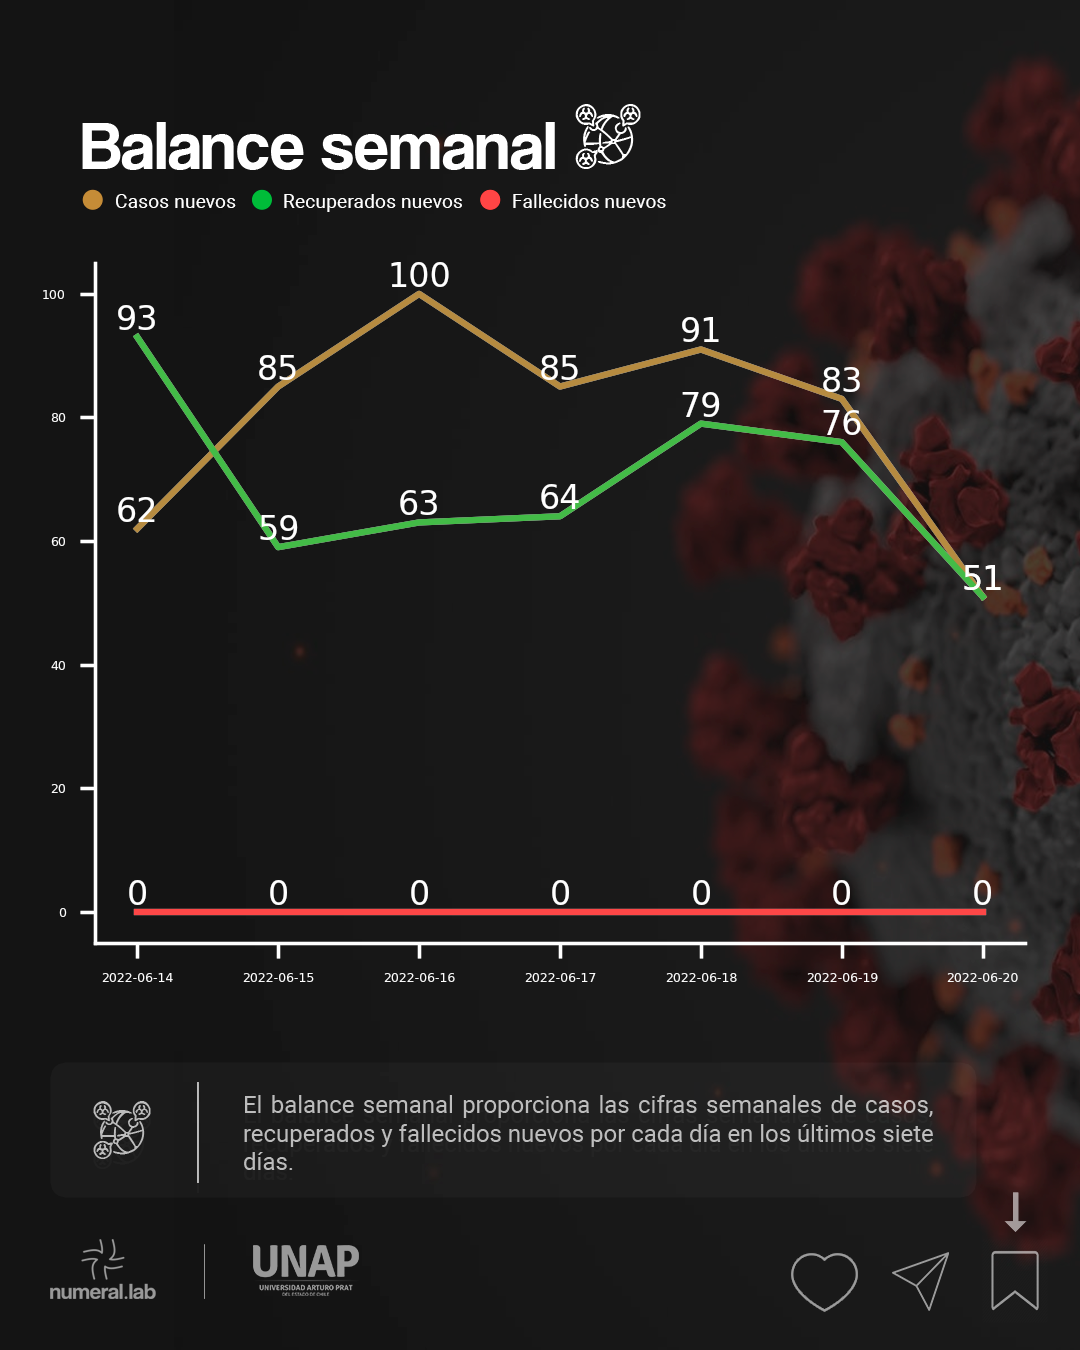 Balance semanal
Casos nuevos Recuperados nuevos Fallecidos nuevos
100
80
60
40
20
0
93
62
85
59
100
63
85
64
91
79
83
76
51
0 0 0 0 0 0 0
2022-06-14 2022-06-15 2022-06-16 2022-06-17 2022-06-18 2022-06-19 2022-06-20
El balance semanal proporciona las cifras semanales de casos,
recuperados y fallecidos nuevos por cada día en los últimos siete
días.
numeral.lab
UNAP
UNIVERSIDAD ARTURO PRAT
DEL ESTADO DE CHILE